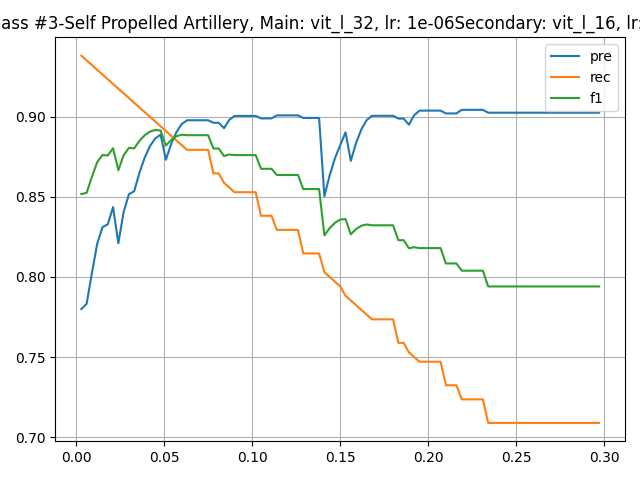 ass #3-Self Propelled Artillery, Main: vit_l_32, lr: 1e-06Secondary: vit_l_16, lr:
pre
rec
f1
0.90
0.85
0.80
0.75
0.70
0.00 0.05 0.10 0.15 0.20 0.25 0.30